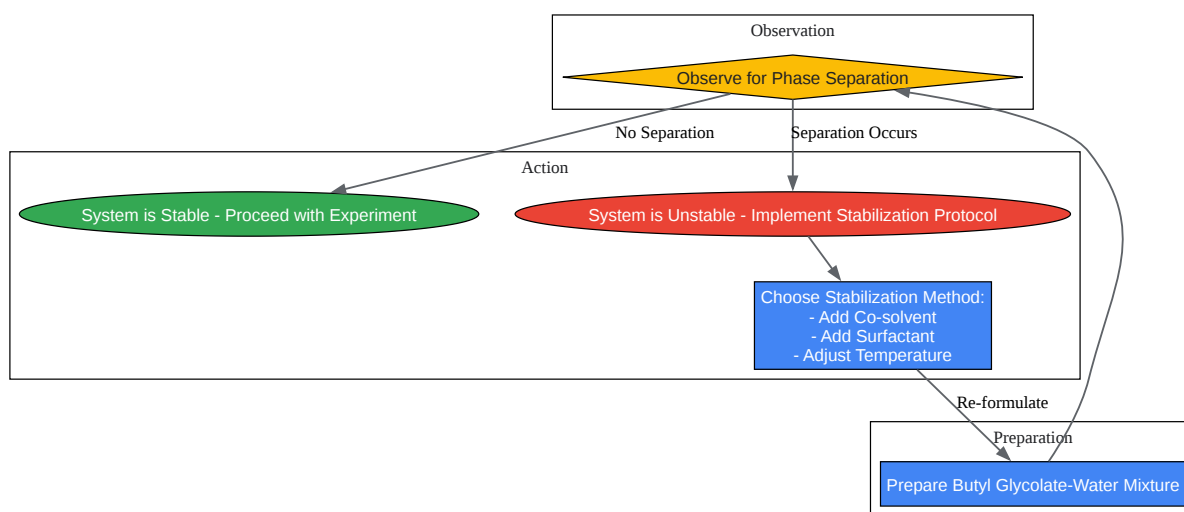 Observation
Observe for Phase Separation
No Separation
Separation Occurs
Action
System is Stable - Proceed with Experiment
System is Unstable - Implement Stabilization Protocol
Choose Stabilization Method:
- Add Co-solvent
- Add Surfactant
- Adjust Temperature
Re-formulate
Preparation
Prepare Butyl Glycolate-Water Mixture